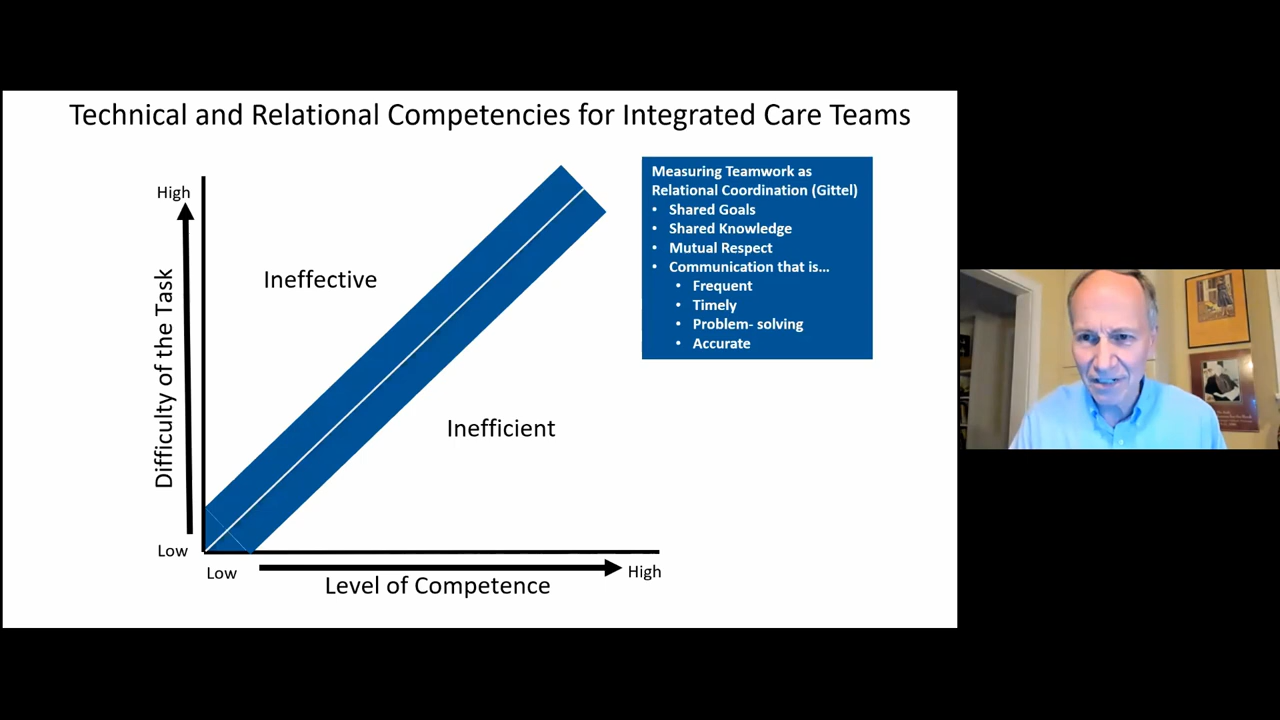 Technical and Relational Competencies for Integrated Care Teams
High
Difficulty of the Task
Low
Ineffective
Inefficient
Low
Level of Competence
High
Measuring Teamwork as
Relational Coordination (Gittel)
• Shared Goals
• Shared Knowledge
• Mutual Respect
• Communication that is...
• Frequent
• Timely
• Problem- solving
• Accurate